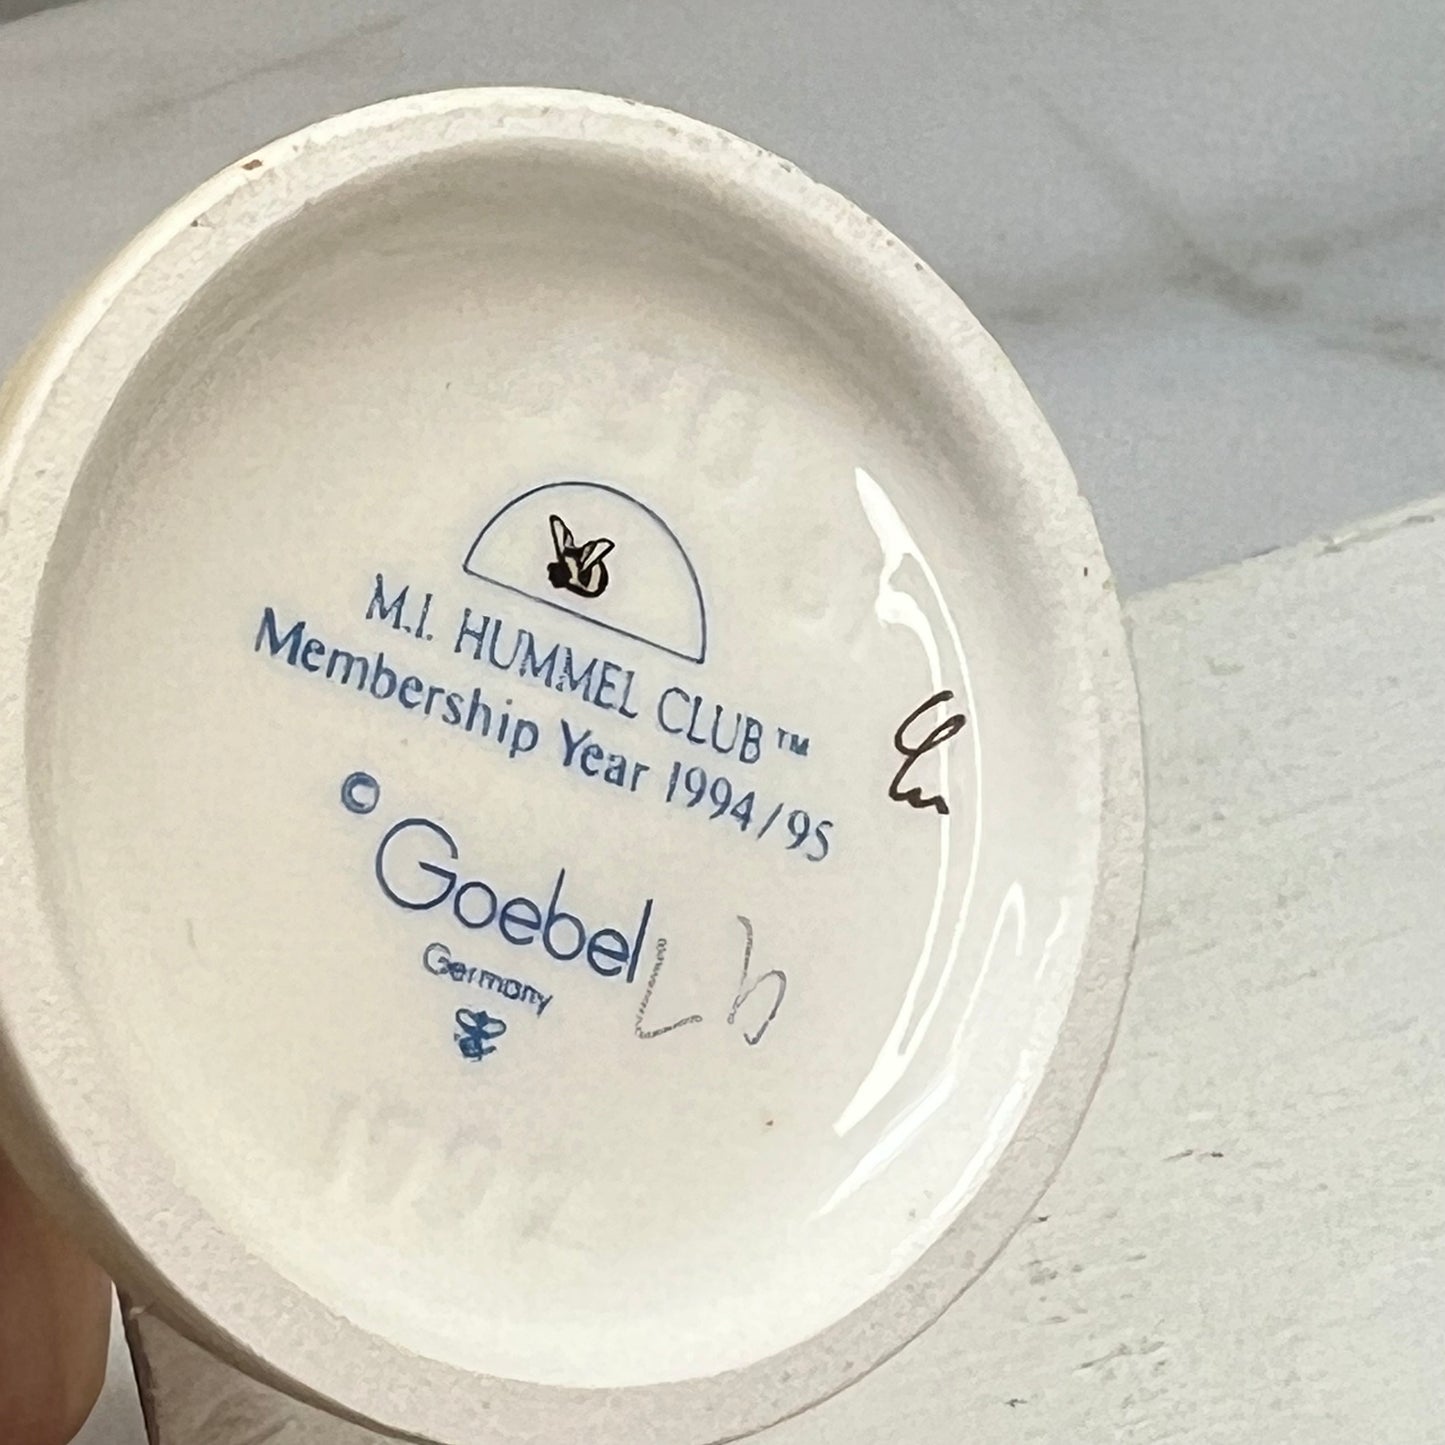 M.I. HUMMEL CLUB™
Membership Year 1994/95
© Goebel
Germany